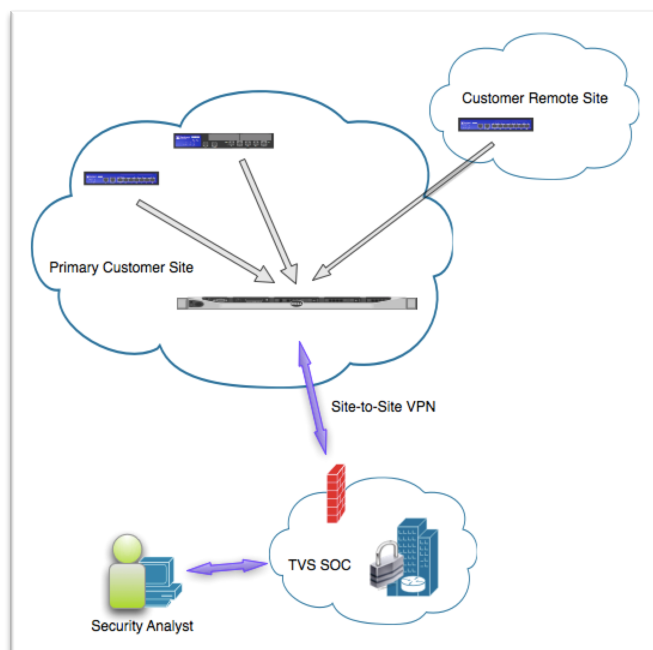 Customer Remote Site
Primary Customer Site
Site-to-Site VPN
TVS SOC
Security Analyst